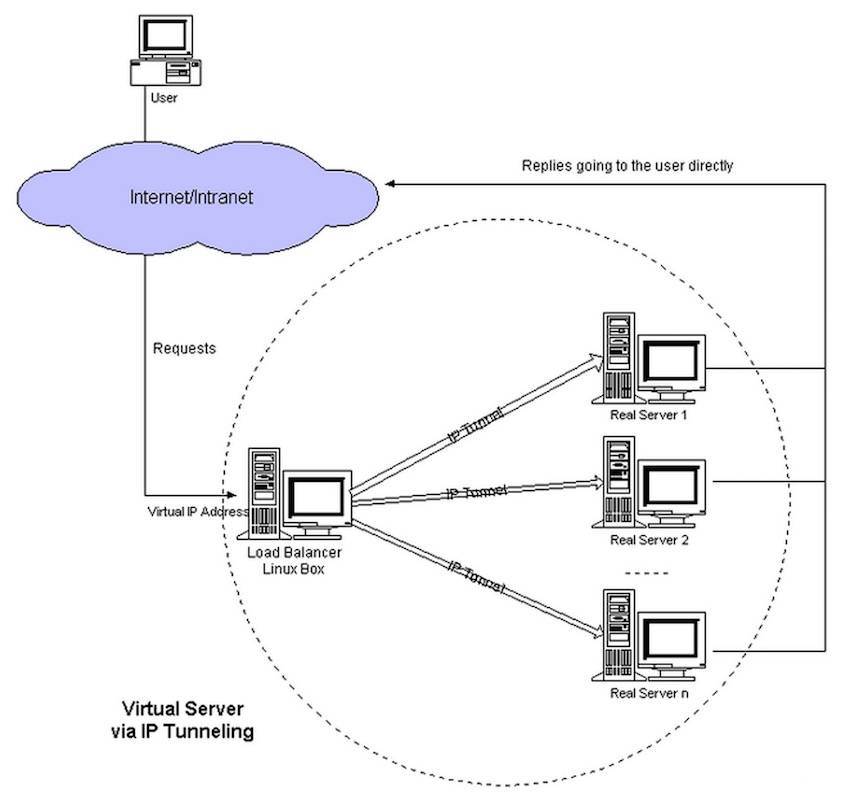 User
Internet/Intranet
Replies going to the user directly
Requests
IP Tunnel
Real Server 1
IP Tunnel
Virtual IP Address
Real Server 2
Load Balancer
Linux Box
IP Tunnel
Real Server n
Virtual Server
via IP Tunneling